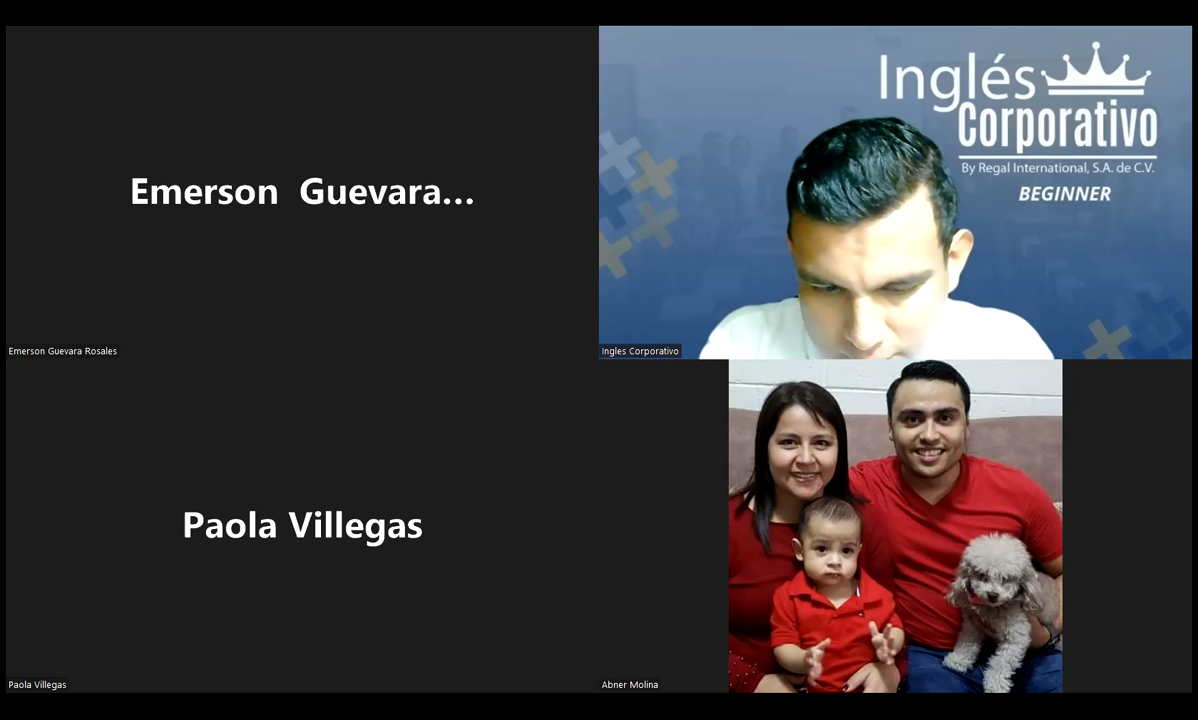 Emerson  Guevara...
Emerson Guevara Rosales
Inglés
Corporativo
By Regal International, S.A. de C.V.
BEGINNER
Ingles Corporativo
Paola Villegas
Paola Villegas
Abner Molina